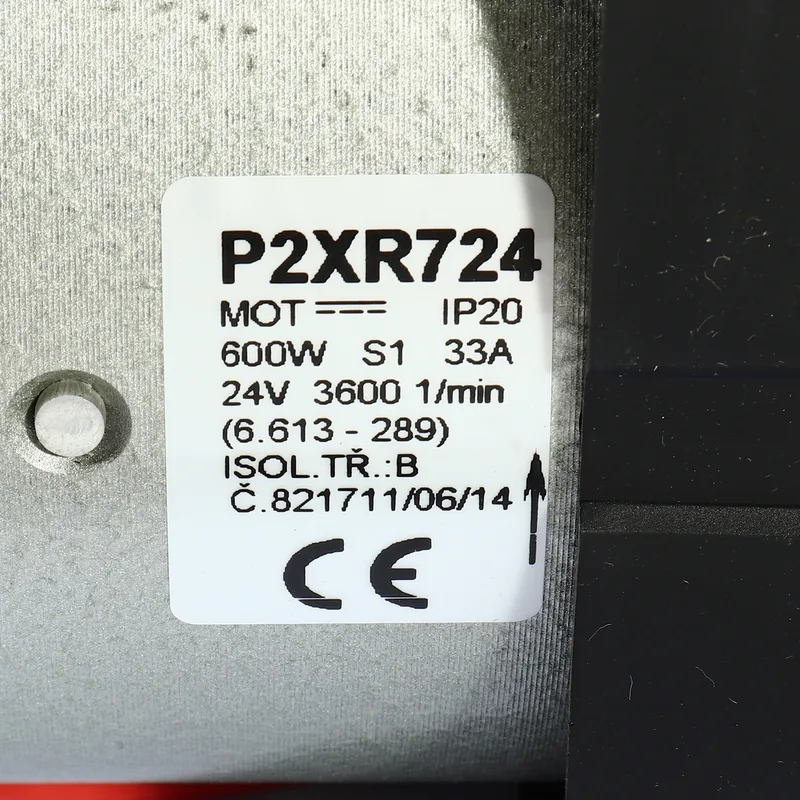 P2XR724
MOT ⎓ IP20
600W S1 33A
24V 3600 1/min
(6.613 - 289)
ISOL.TŘ.:B
Č.821711/06/14
CE